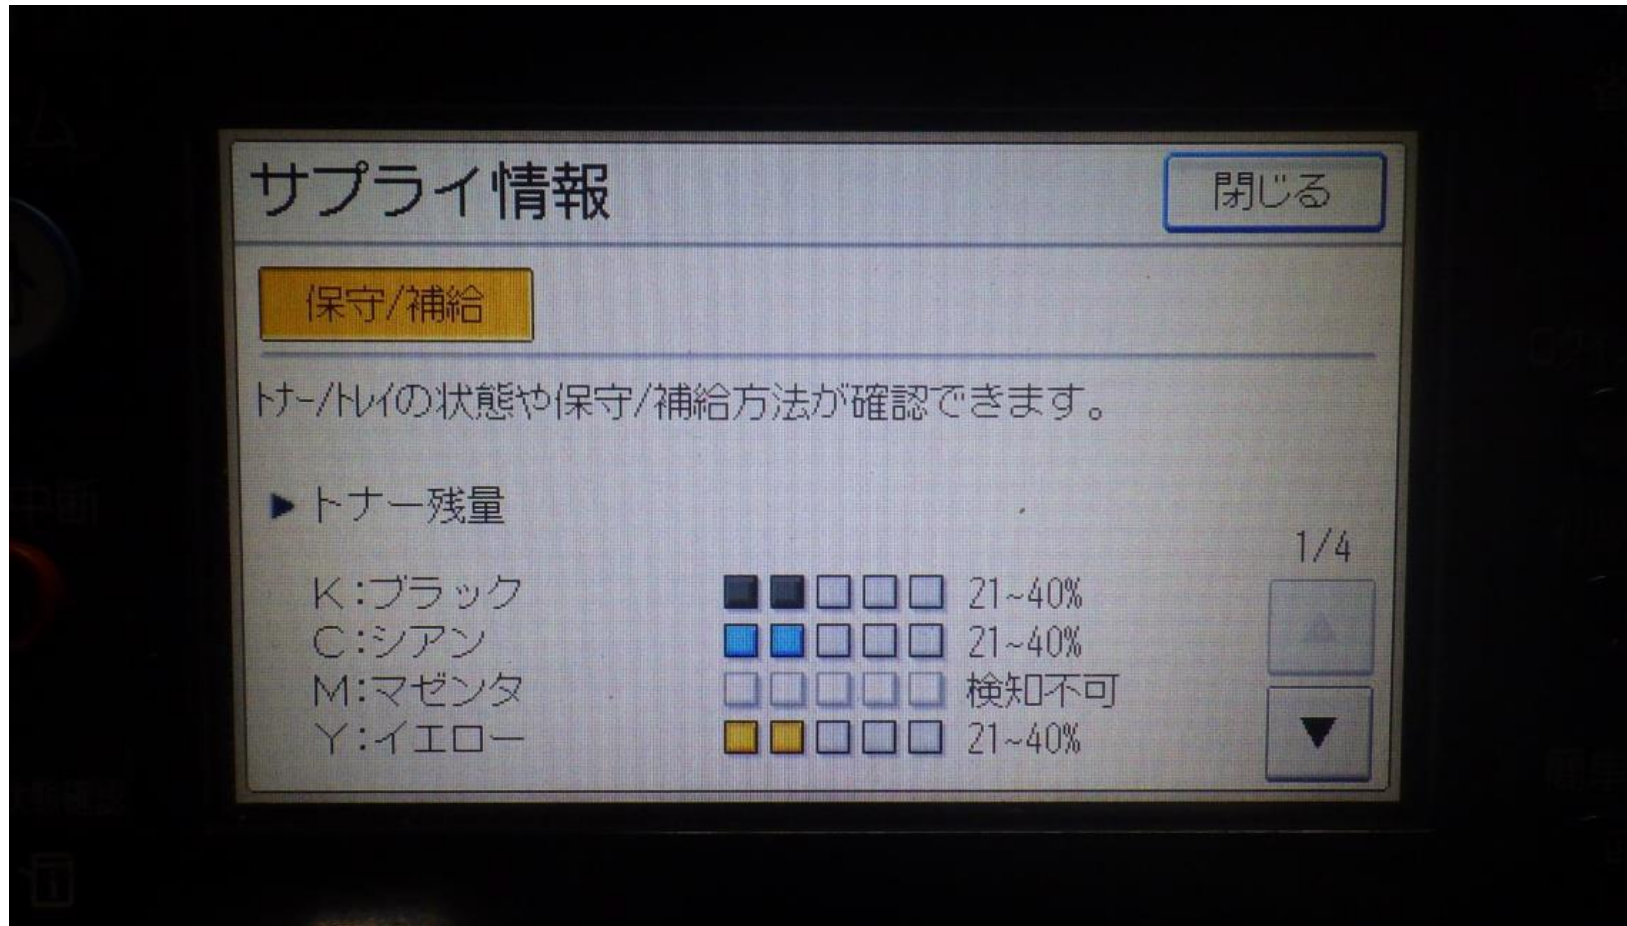 サプライ情報
閉じる
保守/補給
トナー/トレイの状態や保守/補給方法が確認できます。
▶トナー残量
1/4
K:ブラック 21~40%
C:シアン 21~40%
M:マゼンタ 検知不可
Y:イエロー 21~40%
中断